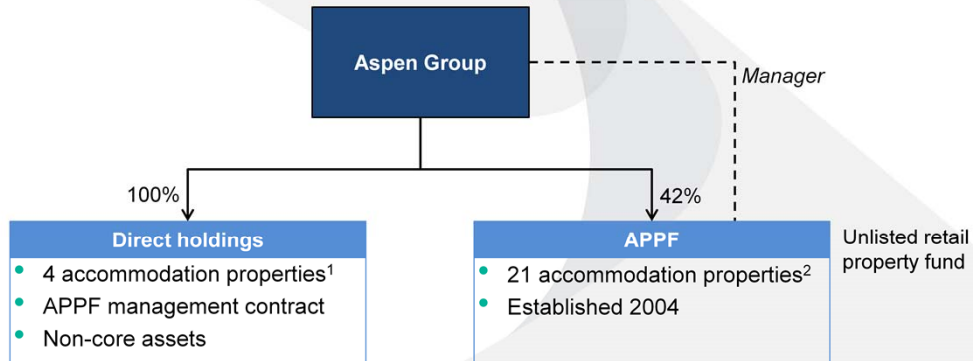 Aspen Group
Manager
100%
42%
Direct holdings
• 4 accommodation properties¹
• APPF management contract
• Non-core assets
APPF
• 21 accommodation properties²
• Established 2004
Unlisted retail
property fund